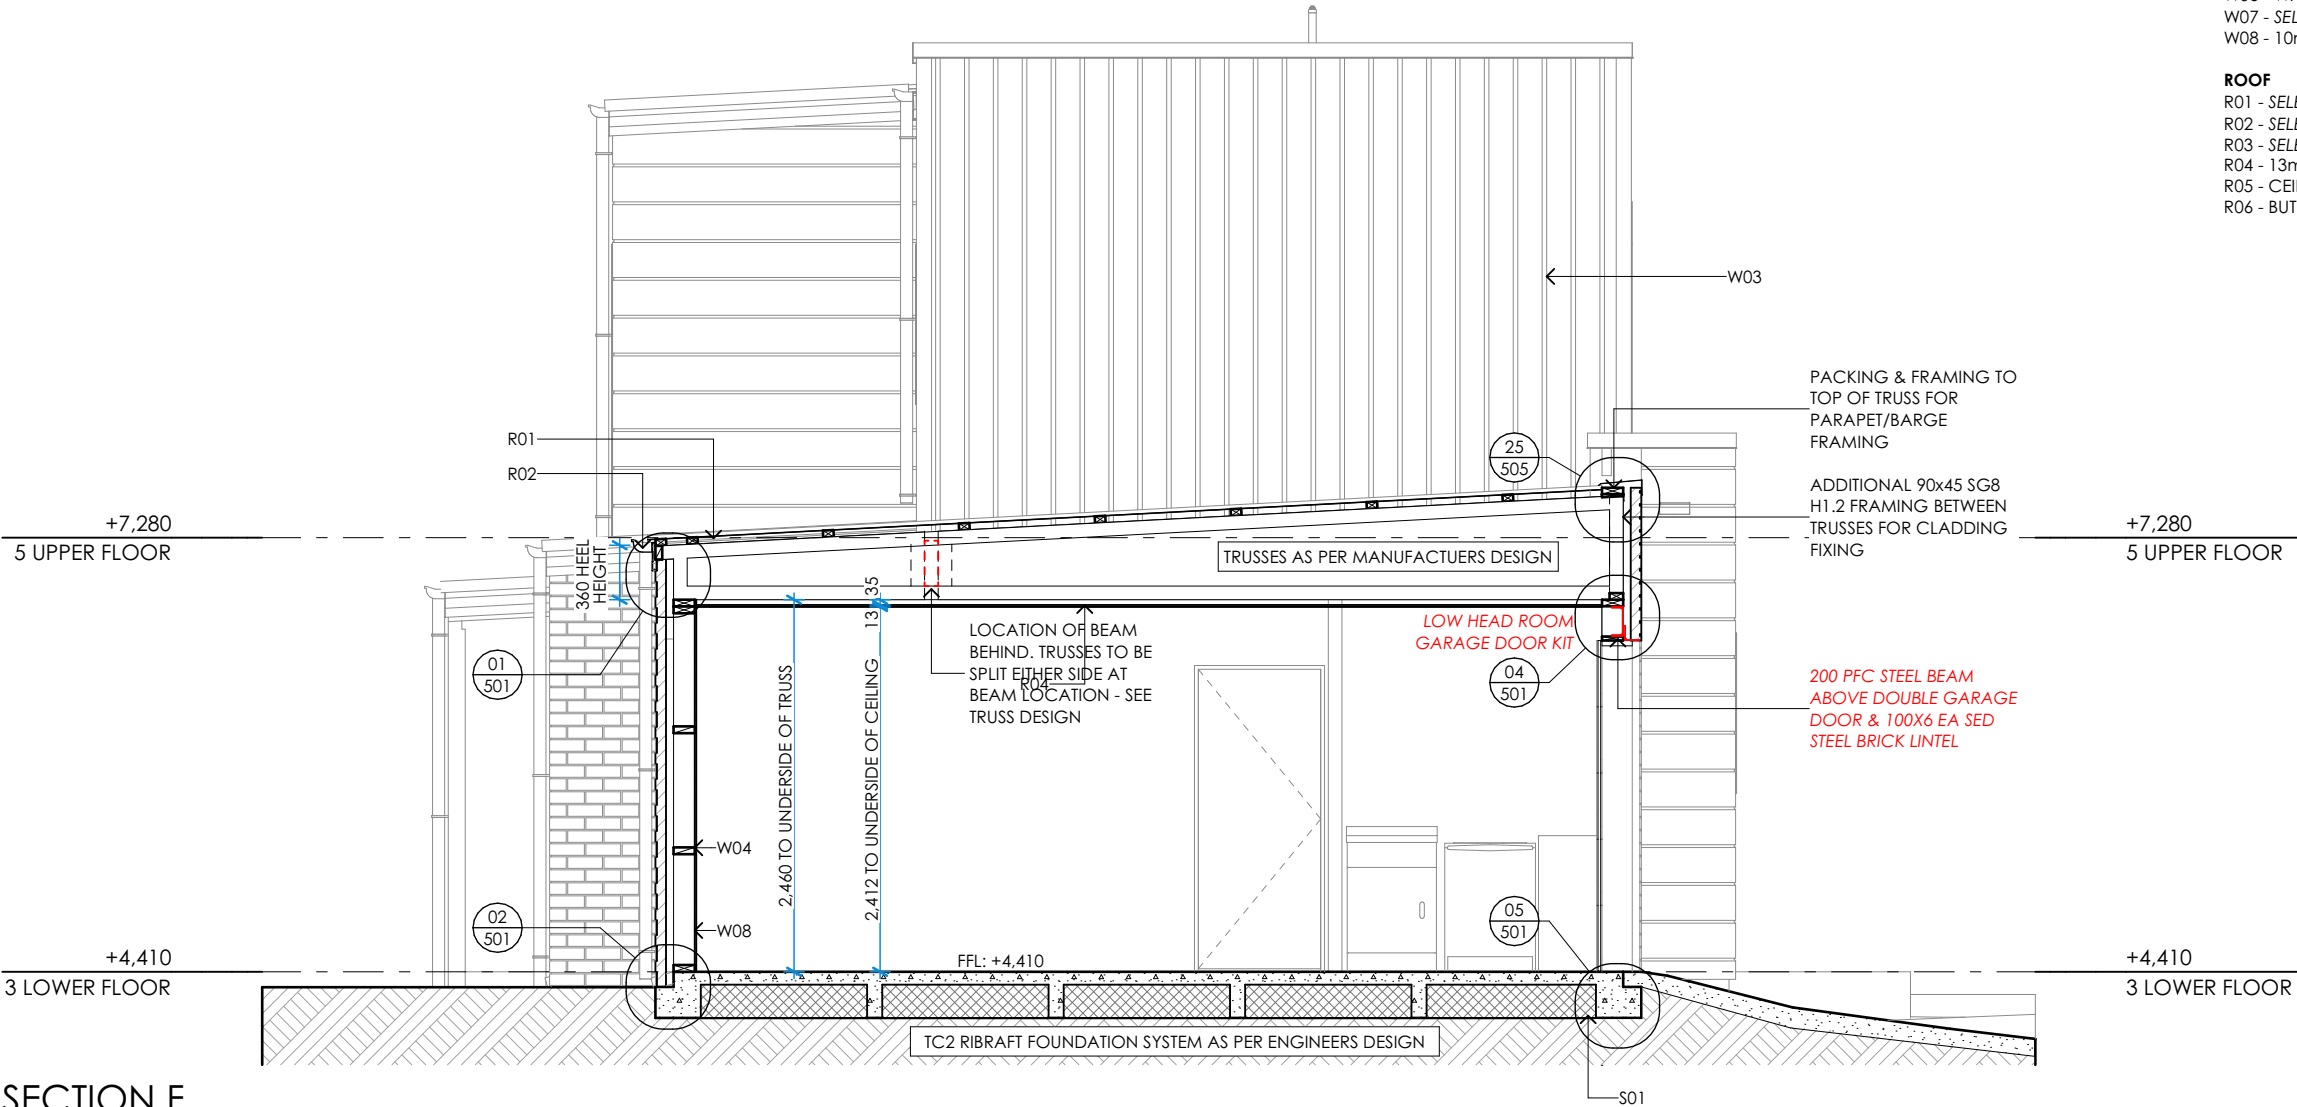 W07 - SEL
W08 - 10
ROOF
R01 - SEL
R02 - SEL
R03 - SEL
R04 - 13m
R05 - CEI
R06 - BUT
W03
PACKING & FRAMING TO
TOP OF TRUSS FOR
PARAPET/BARGE
FRAMING
R01
R02
25
505
ADDITIONAL 90x45 SG8
H1.2 FRAMING BETWEEN
TRUSSES FOR CLADDING
FIXING
+7,280
5 UPPER FLOOR
+7,280
5 UPPER FLOOR
360 HEEL
HEIGHT
TRUSSES AS PER MANUFACTUERS DESIGN
35
13
LOCATION OF BEAM
BEHIND. TRUSSES TO BE
SPLIT EITHER SIDE AT
BEAM LOCATION - SEE
TRUSS DESIGN
R04
LOW HEAD ROOM
GARAGE DOOR KIT
01
501
04
501
200 PFC STEEL BEAM
ABOVE DOUBLE GARAGE
DOOR & 100X6 EA SED
STEEL BRICK LINTEL
2,460 TO UNDERSIDE OF TRUSS
2,412 TO UNDERSIDE OF CEILING
W04
W08
02
501
05
501
FFL: +4,410
+4,410
3 LOWER FLOOR
+4,410
3 LOWER FLOOR
TC2 RIBRAFT FOUNDATION SYSTEM AS PER ENGINEERS DESIGN
S01
SECTION